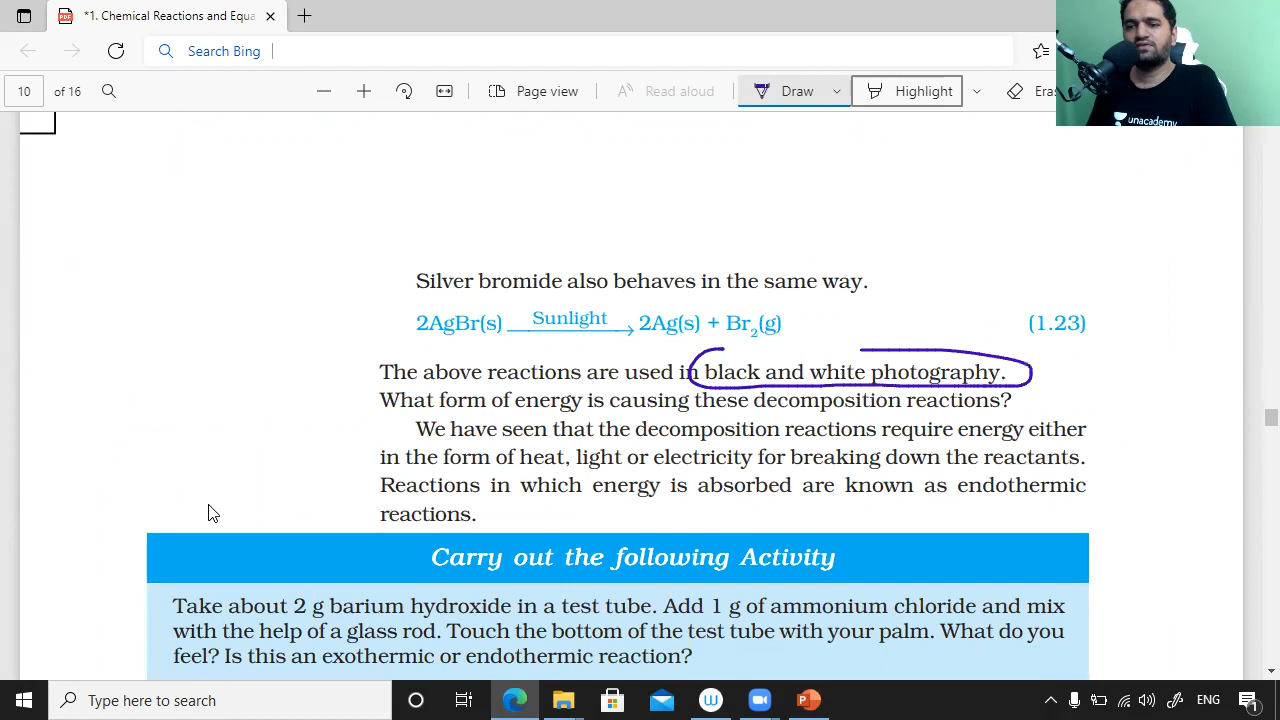 *1. Chemical Reactions and Equa
Search Bing
10 of 16
Page view
Read aloud
Draw
Highlight
Eras
unacademy
Silver bromide also behaves in the same way.
2AgBr(s) Sunlight → 2Ag(s) + Br₂(g) (1.23)
The above reactions are used in black and white photography.
What form of energy is causing these decomposition reactions?
We have seen that the decomposition reactions require energy either
in the form of heat, light or electricity for breaking down the reactants.
Reactions in which energy is absorbed are known as endothermic
reactions.
Carry out the following Activity
Take about 2 g barium hydroxide in a test tube. Add 1 g of ammonium chloride and mix
with the help of a glass rod. Touch the bottom of the test tube with your palm. What do you
feel? Is this an exothermic or endothermic reaction?
Type here to search
ENG